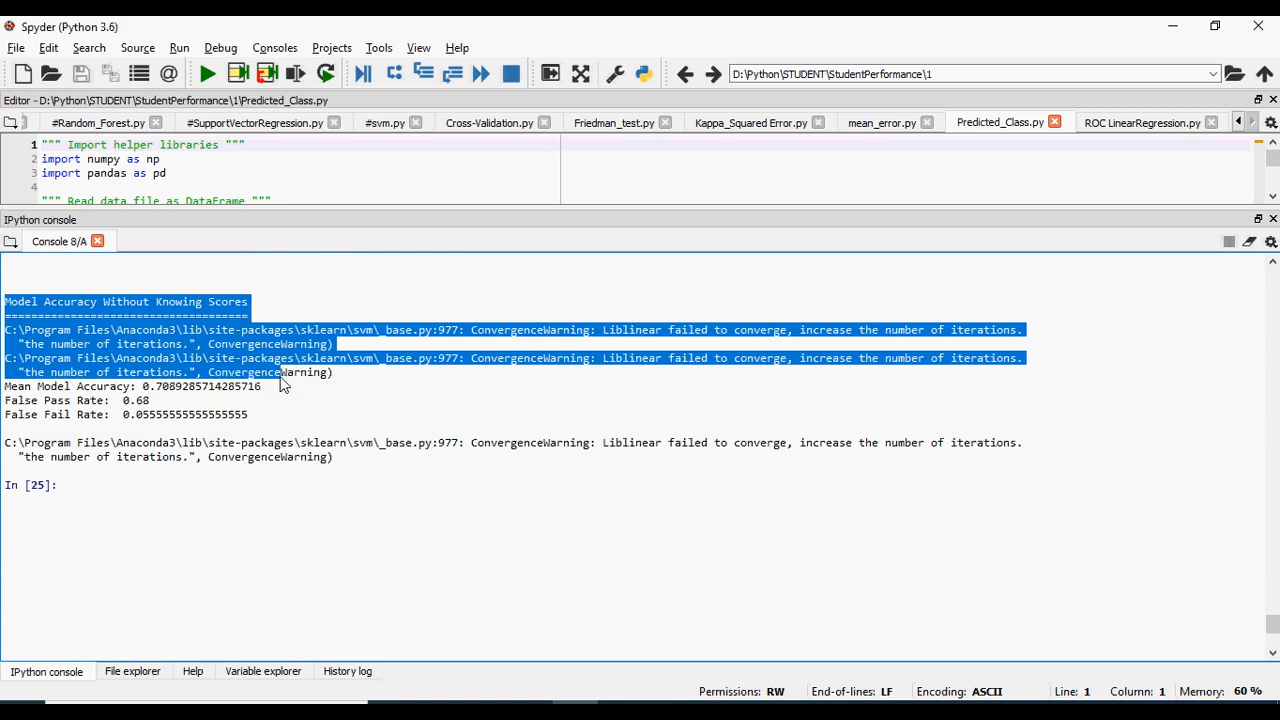 Spyder (Python 3.6)
File Edit Search Source Run Debug Consoles Projects Tools View Help
D:\Python\STUDENT\StudentPerformance\1
Editor - D:\Python\STUDENT\StudentPerformance\1\Predicted_Class.py
#Random_Forest.py #SupportVectorRegression.py #svm.py Cross-Validation.py Friedman_test.py Kappa_Squared Error.py mean_error.py Predicted_Class.py ROC LinearRegression.py
1 """ Import helper libraries """
2 import numpy as np
3 import pandas as pd
4
""" Read data file as DataFrame """
IPython console
Console 8/A
Model Accuracy Without Knowing Scores
=====================================
C:\Program Files\Anaconda3\lib\site-packages\sklearn\svm\_base.py:977: ConvergenceWarning: Liblinear failed to converge, increase the number of iterations.
"the number of iterations.", ConvergenceWarning)
C:\Program Files\Anaconda3\lib\site-packages\sklearn\svm\_base.py:977: ConvergenceWarning: Liblinear failed to converge, increase the number of iterations.
"the number of iterations.", ConvergenceWarning)
Mean Model Accuracy: 0.7089285714285716
False Pass Rate: 0.68
False Fail Rate: 0.05555555555555555
C:\Program Files\Anaconda3\lib\site-packages\sklearn\svm\_base.py:977: ConvergenceWarning: Liblinear failed to converge, increase the number of iterations.
"the number of iterations.", ConvergenceWarning)
In [25]:
IPython console File explorer Help Variable explorer History log
Permissions: RW End-of-lines: LF Encoding: ASCII Line: 1 Column: 1 Memory: 60 %